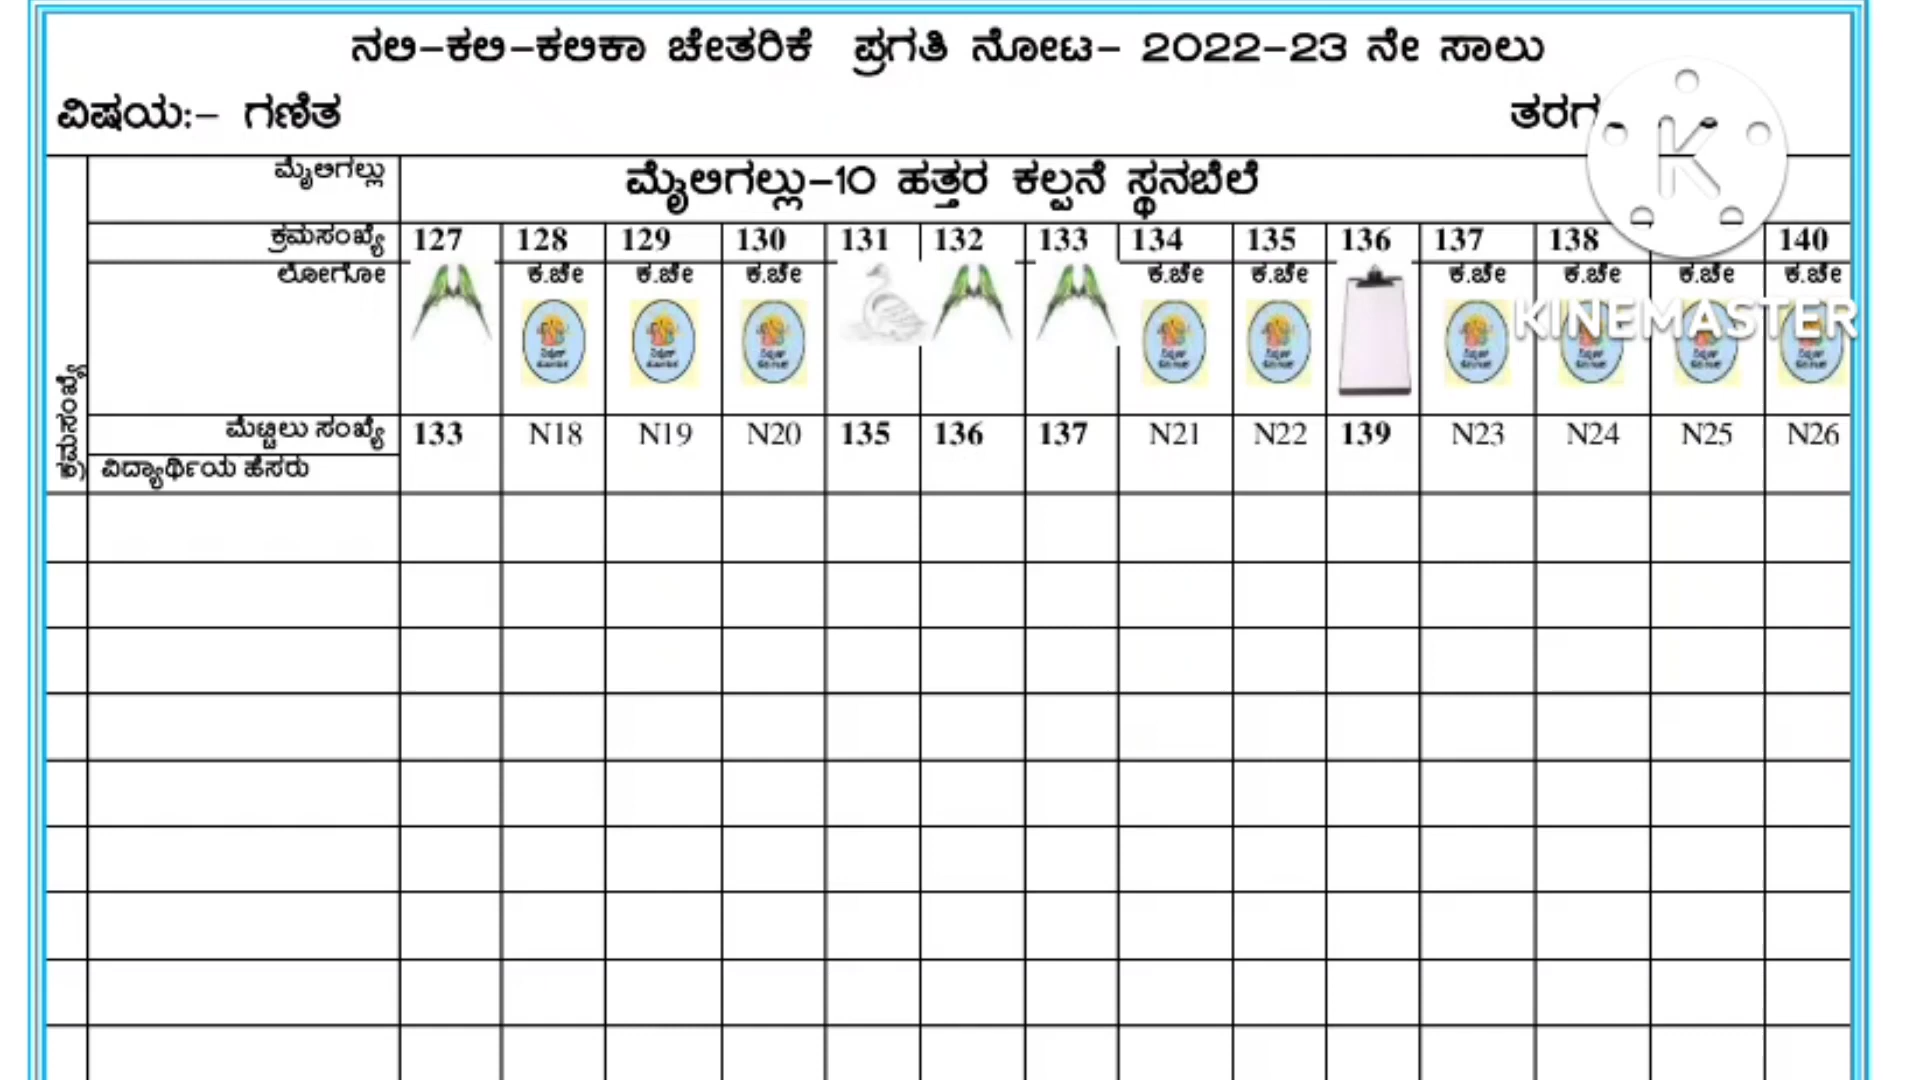 ನಲಿ-ಕಲಿ-ಕಲಿಕಾ ಚೇತರಿಕೆ ಪ್ರಗತಿ ನೋಟ- 2022-23 ನೇ ಸಾಲು
ವಿಷಯ:- ಗಣಿತ
ಮೈಲಿಗಲ್ಲು ಮೈಲಿಗಲ್ಲು-10 ಹತ್ತರ ಕಲ್ಪನೆ ಸ್ಥನಬೆಲೆ
ಕ್ರಮಸಂಖ್ಯೆ 127 128 129 130 131 132 133 134 135 136 137 138 140
ಲೋಗೋ ಕ.ಚೇ ಕ.ಚೇ ಕ.ಚೇ ಕ.ಚೇ ಕ.ಚೇ ಕ.ಚೇ ಕ.ಚೇ ಕ.ಚೇ ಕ.ಚೇ
KINEMASTER
ಕ್ರಮಸಂಖ್ಯೆ
ಮೆಟ್ಟಿಲು ಸಂಖ್ಯೆ 133 N18 N19 N20 135 136 137 N21 N22 139 N23 N24 N25 N26
ವಿದ್ಯಾರ್ಥಿಯ ಹೆಸರು